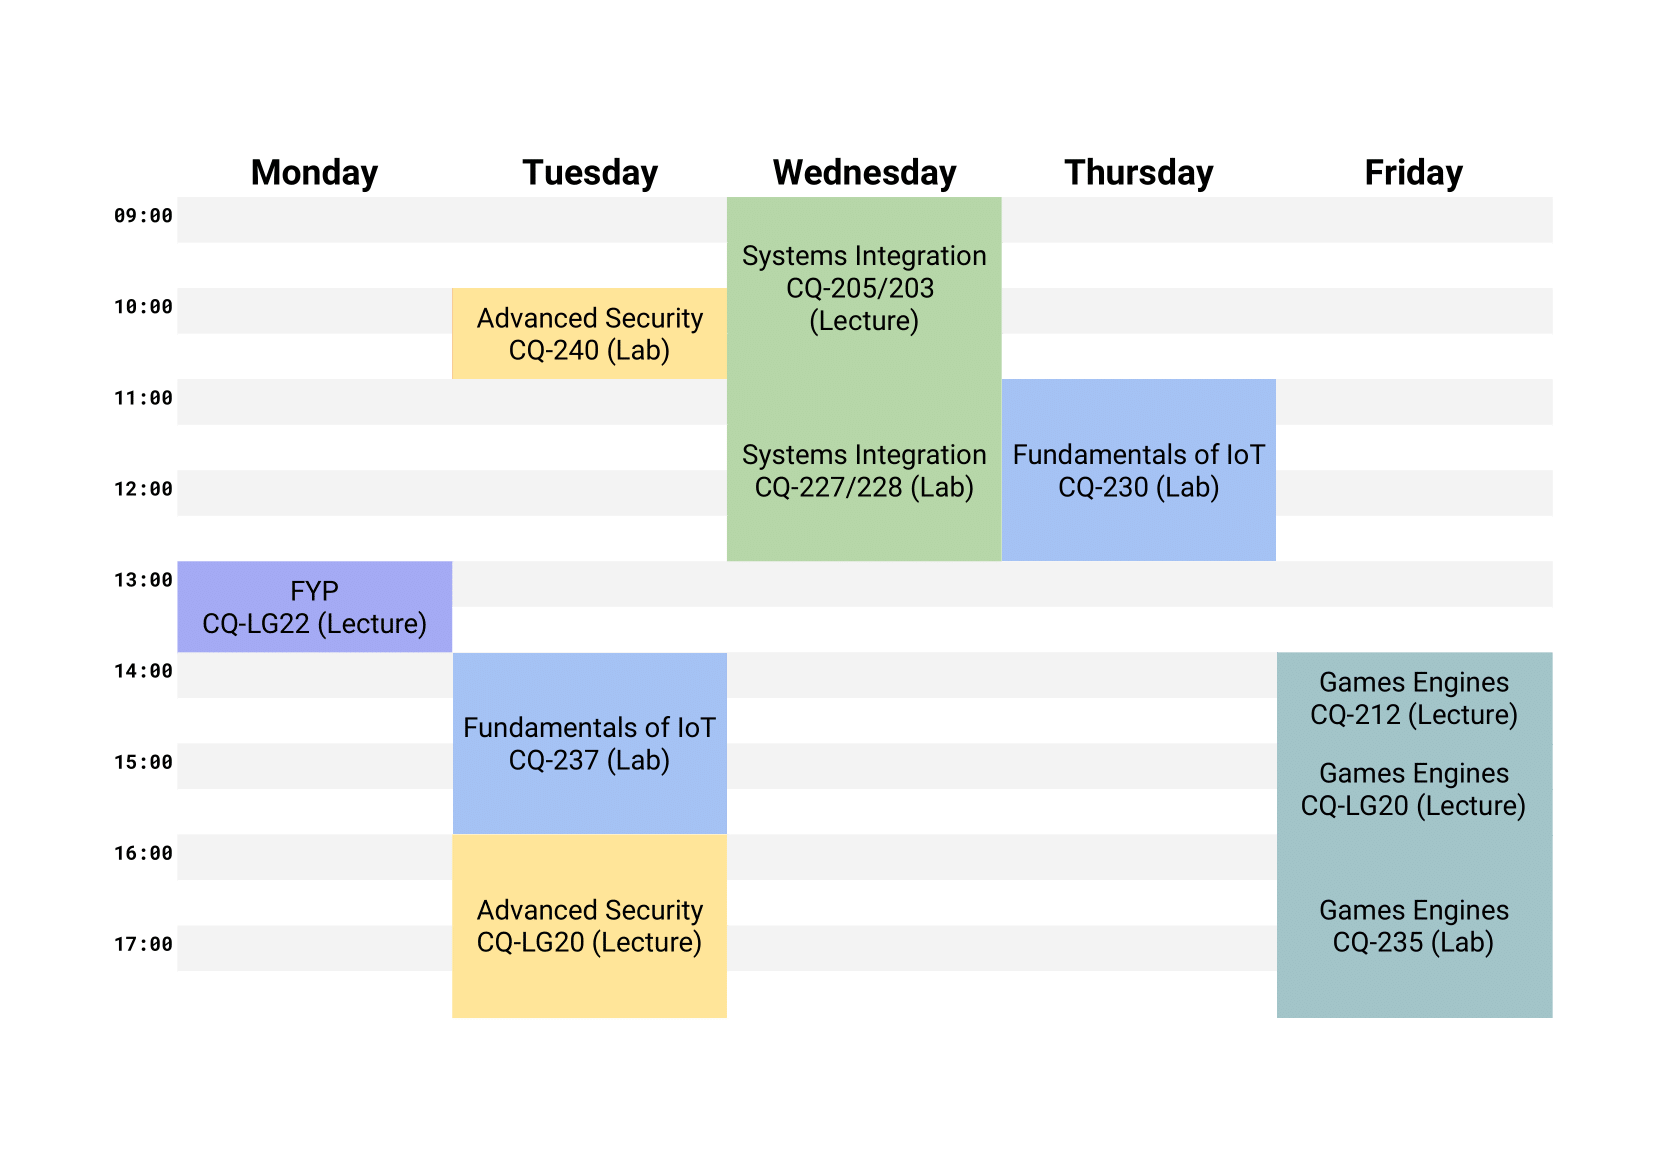 Monday Tuesday Wednesday Thursday Friday
09:00
Systems Integration
CQ-205/203
(Lecture)
10:00
Advanced Security
CQ-240 (Lab)
11:00
Systems Integration
CQ-227/228 (Lab)
Fundamentals of IoT
CQ-230 (Lab)
12:00
13:00
FYP
CQ-LG22 (Lecture)
14:00
Games Engines
CQ-212 (Lecture)
Fundamentals of IoT
CQ-237 (Lab)
15:00
Games Engines
CQ-LG20 (Lecture)
16:00
Advanced Security
CQ-LG20 (Lecture)
Games Engines
CQ-235 (Lab)
17:00